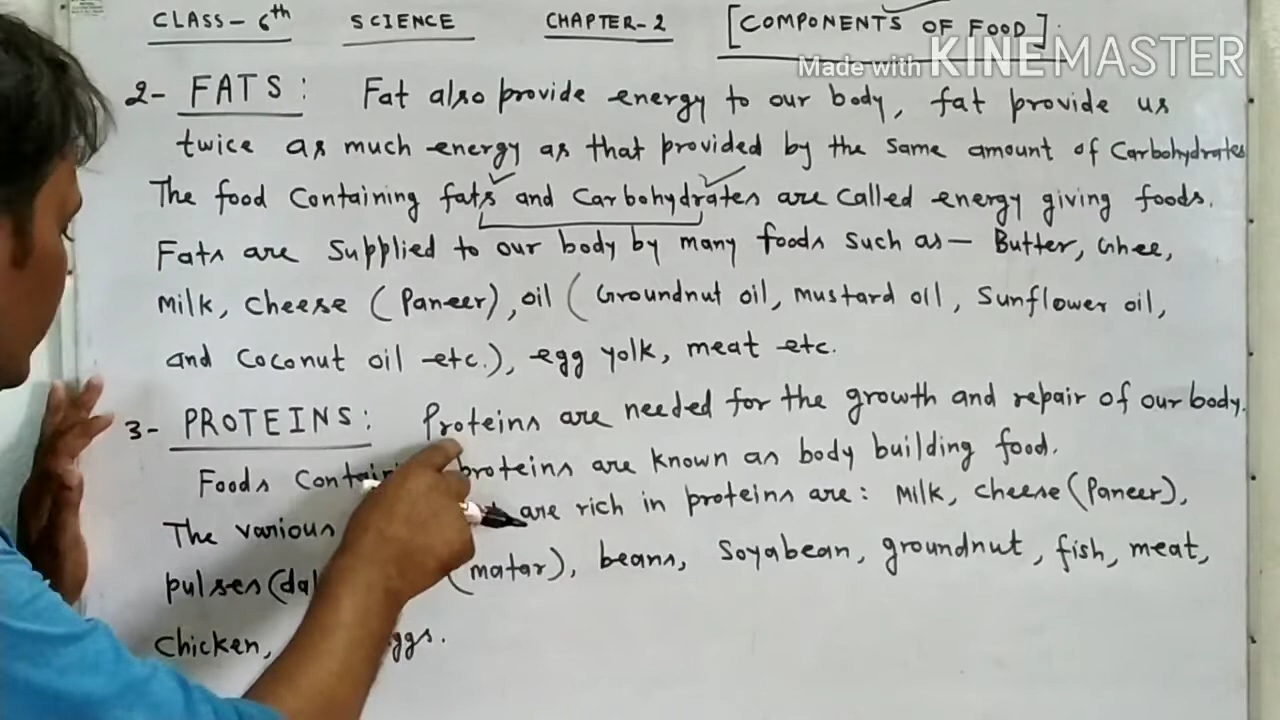 CLASS- 6th SCIENCE CHAPTER-2 [COMPONENTS OF FOOD].
Made with KINEMASTER
2- FATS: Fat also provide energy to our body, fat provide us
twice as much energy as that provided by the same amount of Carbohydrates
The food Containing fats and Carbohydrates are called energy giving foods.
Fats are Supplied to our body by many foods such as - Butter, Ghee,
Milk, Cheese (Paneer), oil (Groundnut oil, Mustard oil, Sunflower oil,
and Coconut oil etc.), egg yolk, meat etc.
3- PROTEINS: Proteins are needed for the growth and repair of our body.
Foods proteins are known as body building food.
The various are rich in proteins are: Milk, Cheese (Paneer),
pulses (matar), beans, Soyabean, groundnut, fish, meat,
Chicken,